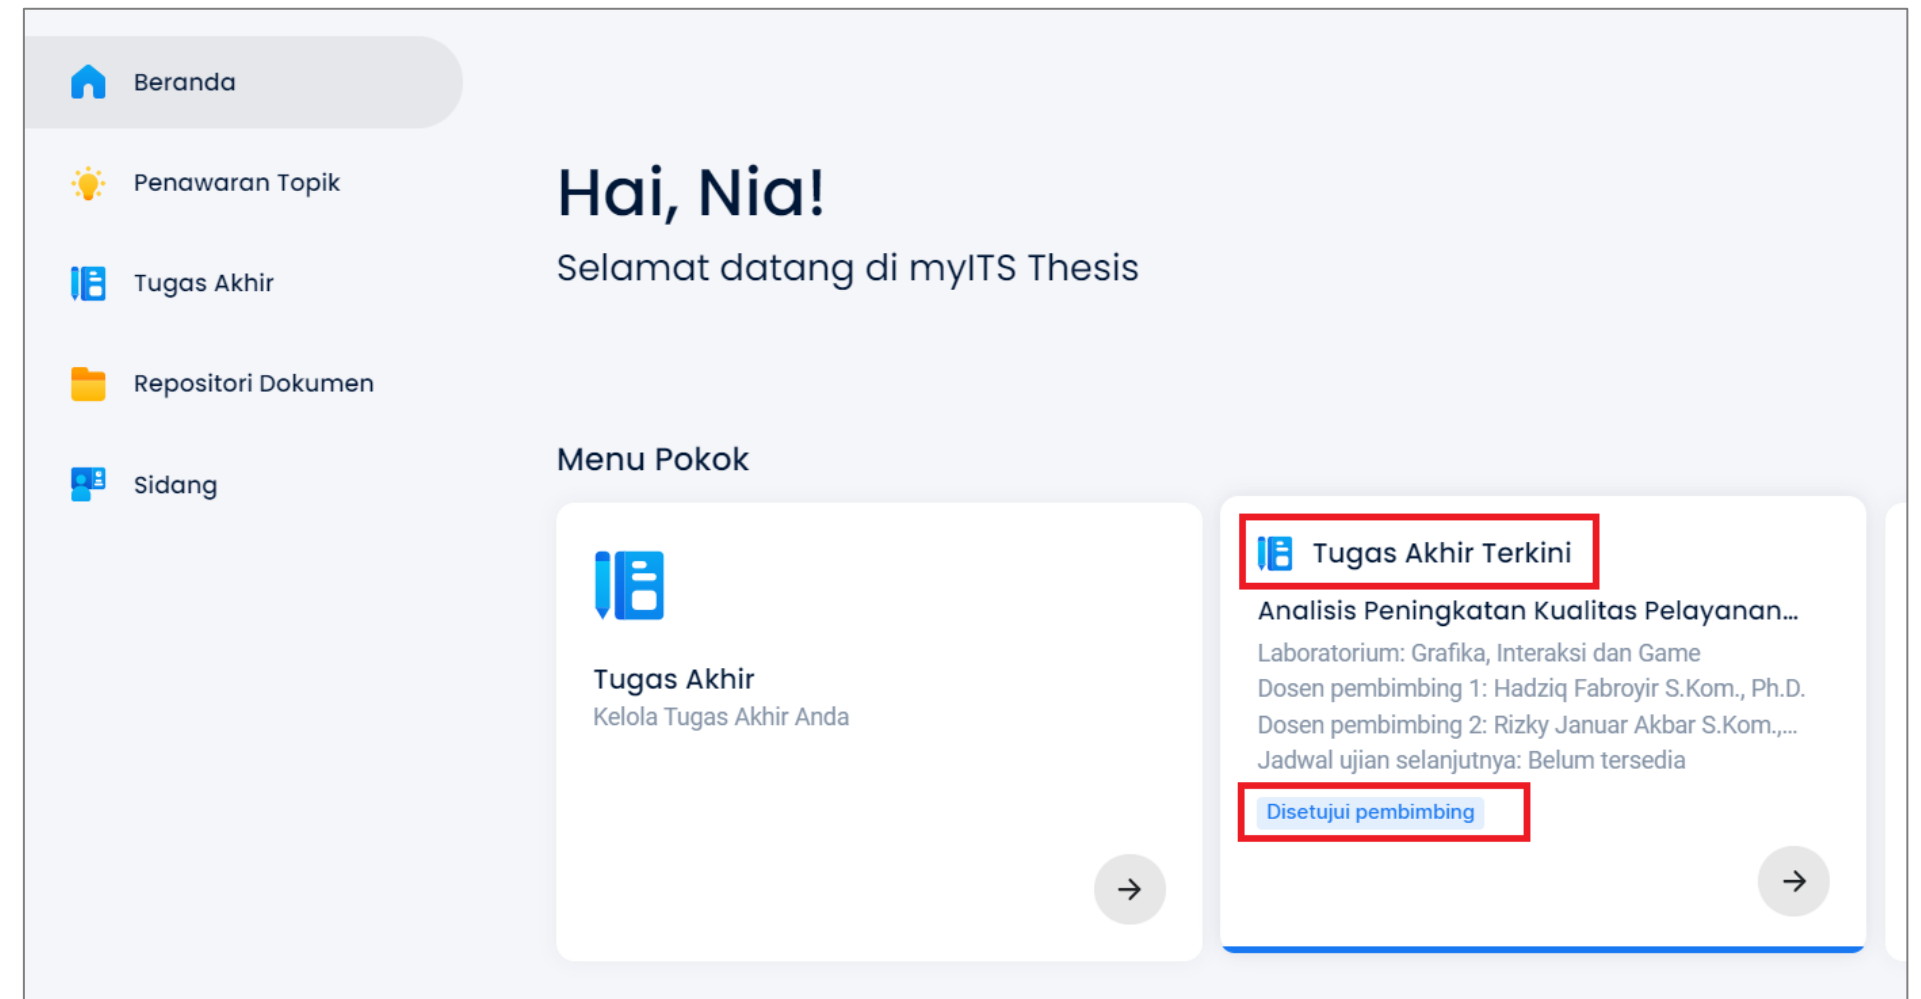 Beranda
Penawaran Topik
Tugas Akhir
Repositori Dokumen
Sidang
Hai, Nia!
Selamat datang di myITS Thesis
Menu Pokok
Tugas Akhir
Kelola Tugas Akhir Anda
Tugas Akhir Terkini
Analisis Peningkatan Kualitas Pelayanan...
Laboratorium: Grafika, Interaksi dan Game
Dosen pembimbing 1: Hadziq Fabroyir S.Kom., Ph.D.
Dosen pembimbing 2: Rizky Januar Akbar S.Kom.,...
Jadwal ujian selanjutnya: Belum tersedia
Disetujui pembimbing